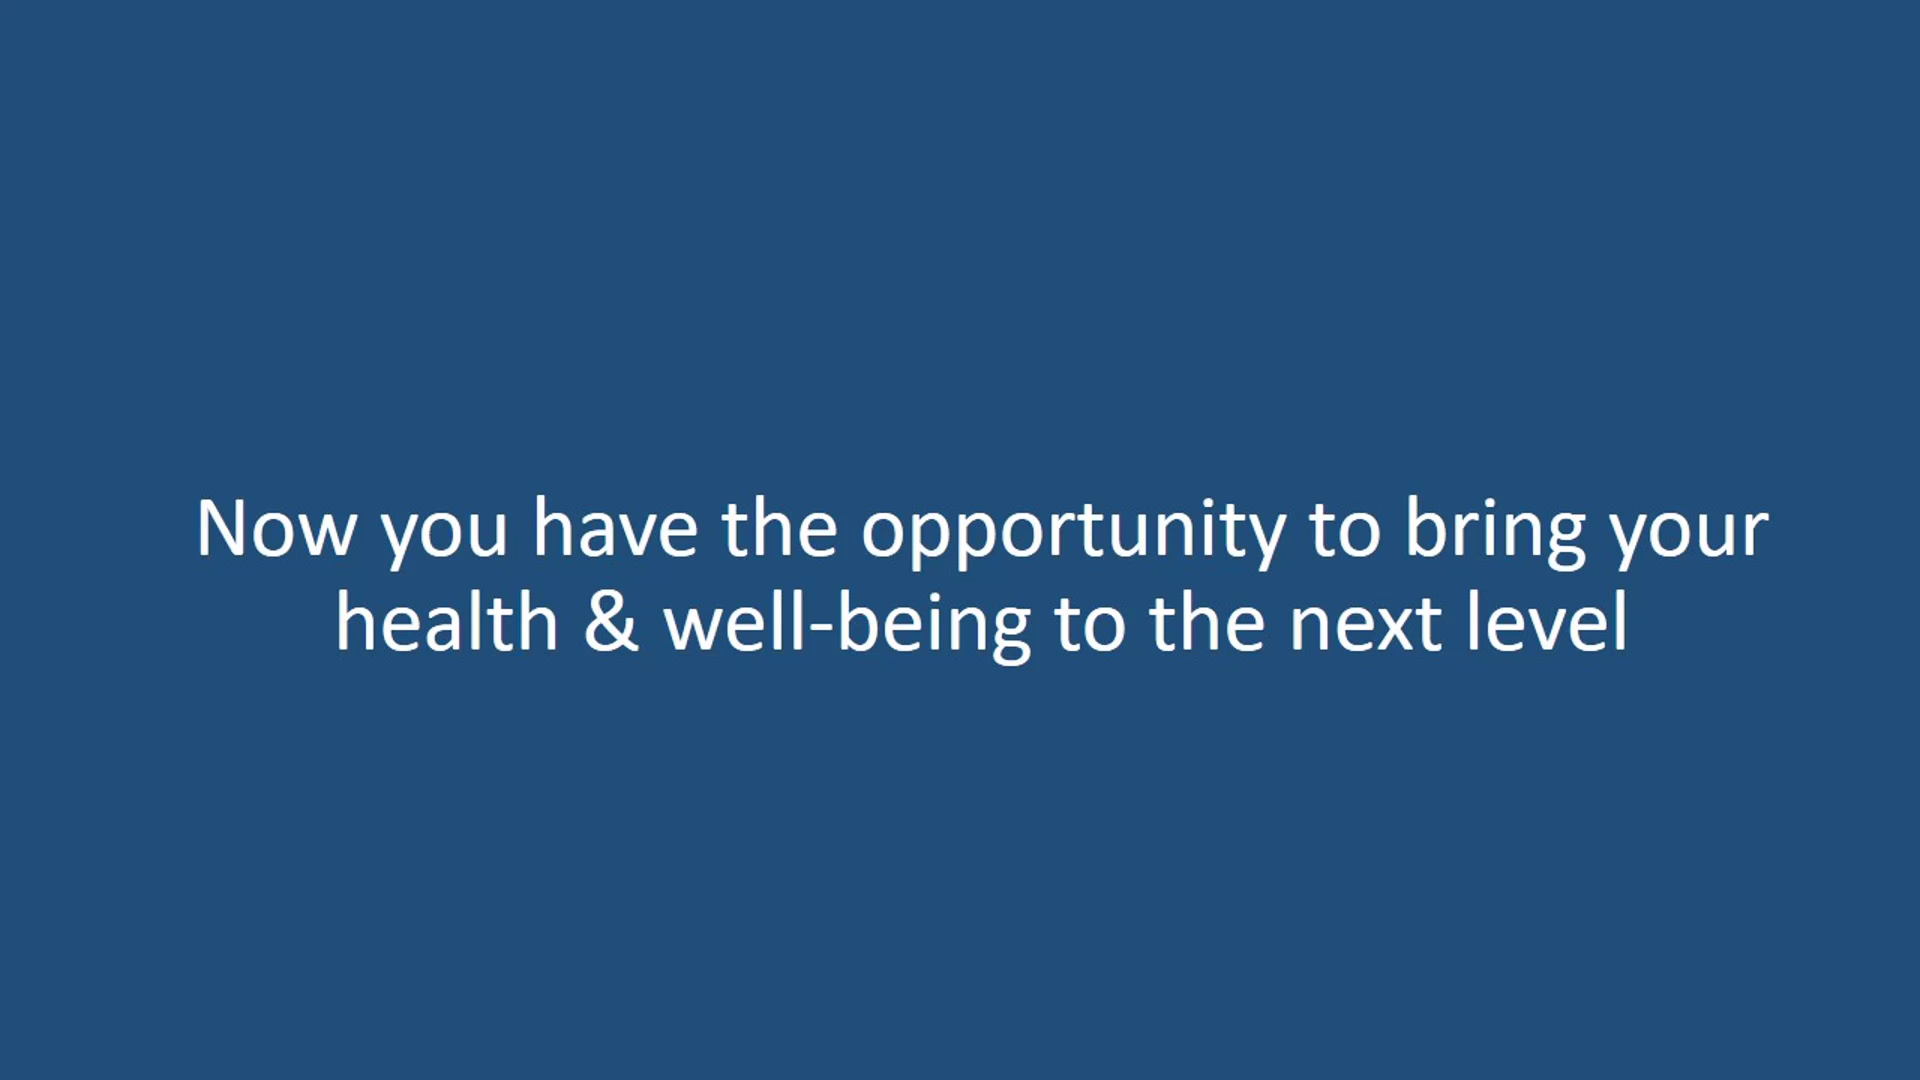 Now you have the opportunity to bring your
health & well-being to the next level